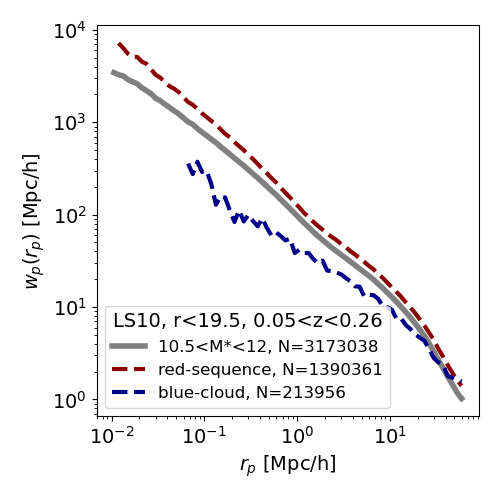 10⁴
10³
10²
10¹
10⁰
w_p(r_p) [Mpc/h]
LS10, r<19.5, 0.05<z<0.26
10.5<M*<12, N=3173038
red-sequence, N=1390361
blue-cloud, N=213956
10⁻² 10⁻¹ 10⁰ 10¹
r_p [Mpc/h]